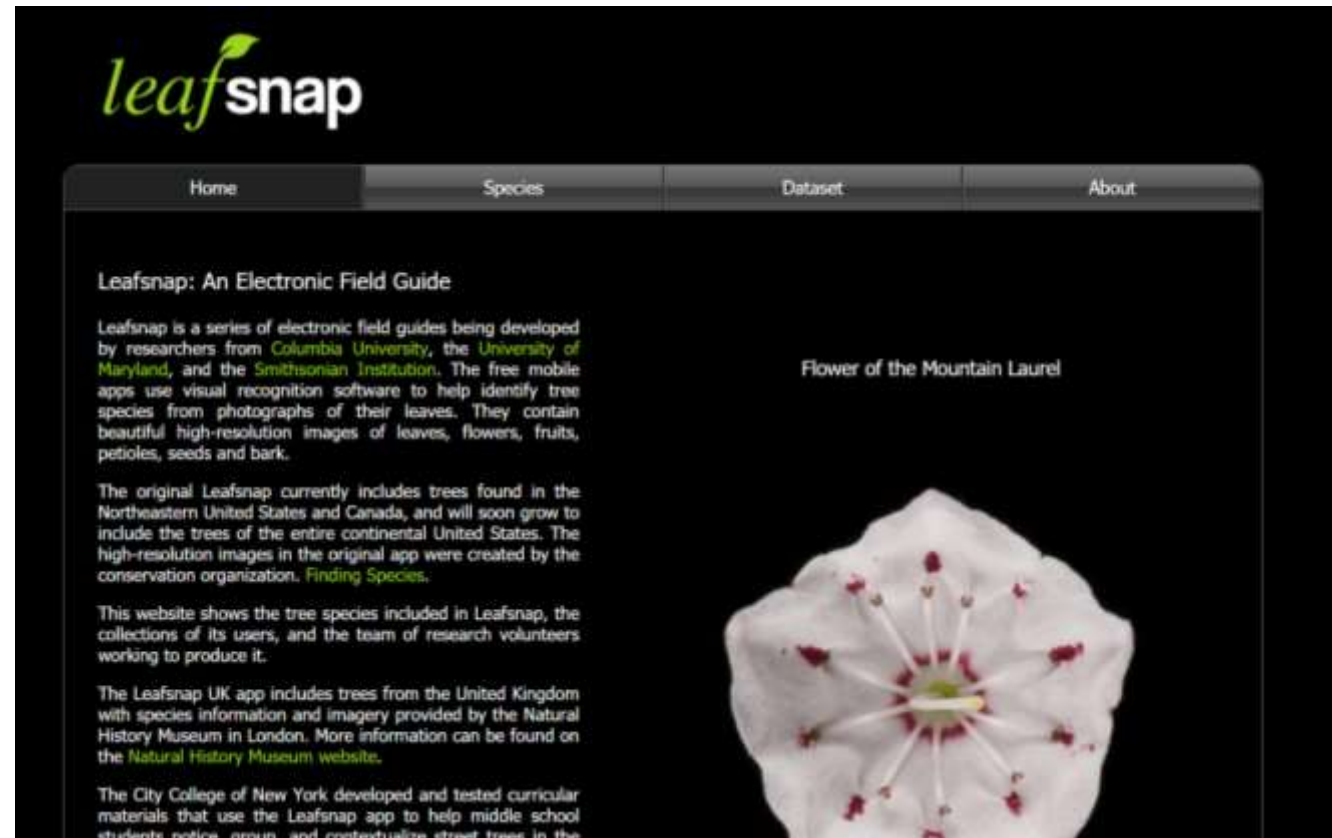 leafsnap
Home Species Dataset About
Leafsnap: An Electronic Field Guide
Leafsnap is a series of electronic field guides being developed
by researchers from Columbia University, the University of
Maryland, and the Smithsonian Institution. The free mobile
apps use visual recognition software to help identify tree
species from photographs of their leaves. They contain
beautiful high-resolution images of leaves, flowers, fruits,
petioles, seeds and bark.
The original Leafsnap currently includes trees found in the
Northeastern United States and Canada, and will soon grow to
include the trees of the entire continental United States. The
high-resolution images in the original app were created by the
conservation organization. Finding Species.
This website shows the tree species included in Leafsnap, the
collections of its users, and the team of research volunteers
working to produce it.
The Leafsnap UK app includes trees from the United Kingdom
with species information and imagery provided by the Natural
History Museum in London. More information can be found on
the Natural History Museum website.
The City College of New York developed and tested curricular
materials that use the Leafsnap app to help middle school
students notice, group, and contextualize street trees in the
Flower of the Mountain Laurel